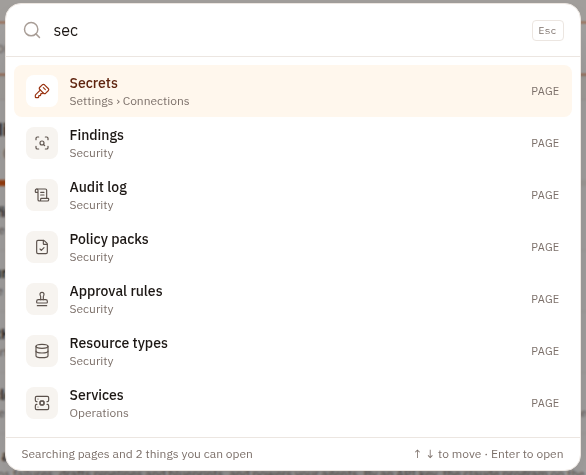 sec
Esc
Secrets
Settings › Connections
PAGE
Findings
Security
PAGE
Audit log
Security
PAGE
Policy packs
Security
PAGE
Approval rules
Security
PAGE
Resource types
Security
PAGE
Services
Operations
PAGE
Searching pages and 2 things you can open
↑ ↓ to move · Enter to open